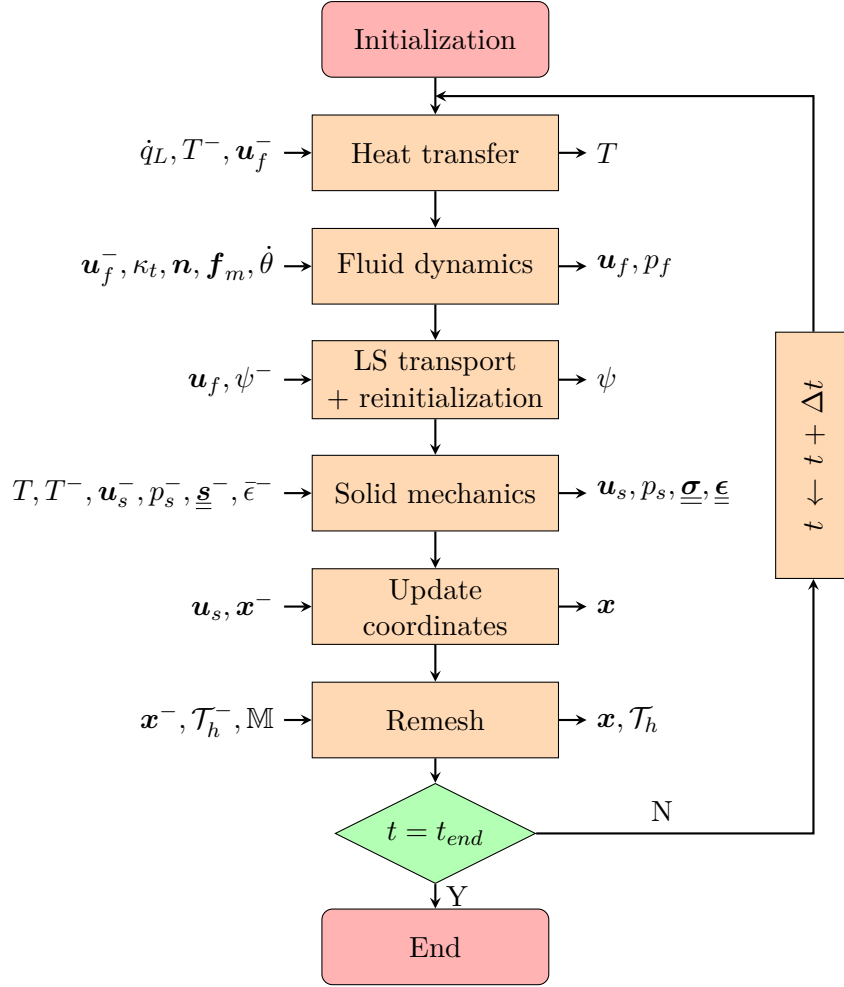 Initialization
q̇_L, T⁻, u_f⁻
Heat transfer
T
u_f⁻, κ_t, n, f_m, θ̇
Fluid dynamics
u_f, p_f
u_f, ψ⁻
LS transport
+ reinitialization
ψ
T, T⁻, u_s⁻, p_s⁻, s̳⁻, ε̄⁻
Solid mechanics
u_s, p_s, σ̳, ϵ̳
t ← t + Δt
u_s, x⁻
Update
coordinates
x
x⁻, 𝒯_h⁻, 𝕄
Remesh
x, 𝒯_h
t = t_end
N
Y
End